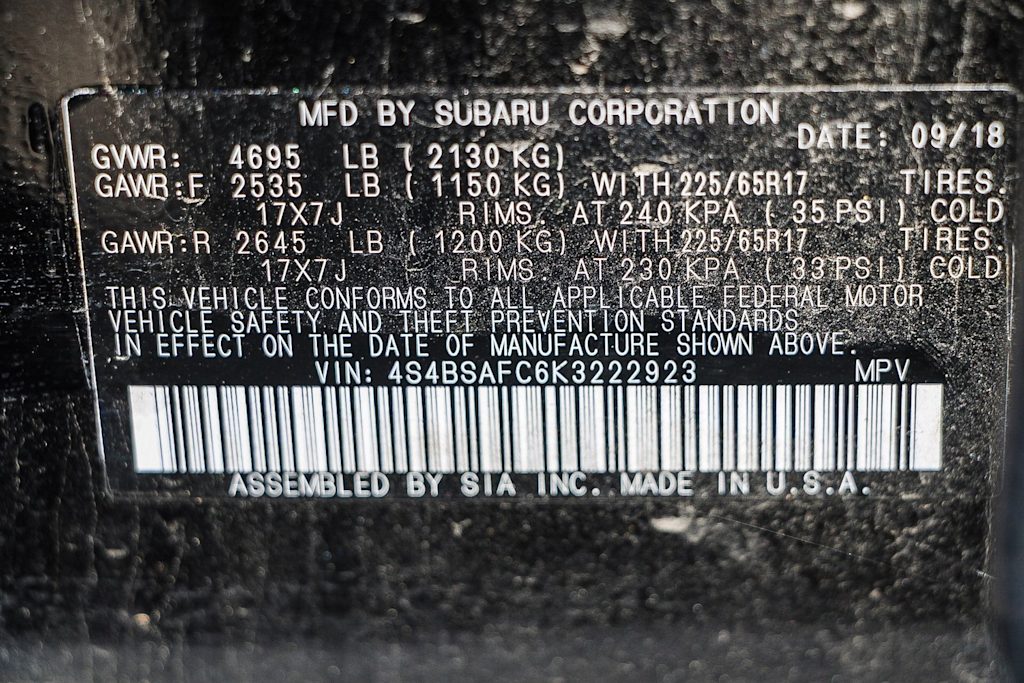 MFD BY SUBARU CORPORATION
DATE: 09/18
GVWR: 4695 LB ( 2130 KG)
GAWR:F 2535 LB ( 1150 KG) WITH 225/65R17 TIRES.
17X7J RIMS. AT 240 KPA ( 35 PSI) COLD
GAWR:R 2645 LB ( 1200 KG) WITH 225/65R17 TIRES.
17X7J RIMS. AT 230 KPA ( 33 PSI) COLD
THIS VEHICLE CONFORMS TO ALL APPLICABLE FEDERAL MOTOR
VEHICLE SAFETY AND THEFT PREVENTION STANDARDS
IN EFFECT ON THE DATE OF MANUFACTURE SHOWN ABOVE.
VIN: 4S4BSAFC6K3222923 MPV
ASSEMBLED BY SIA INC. MADE IN U.S.A.